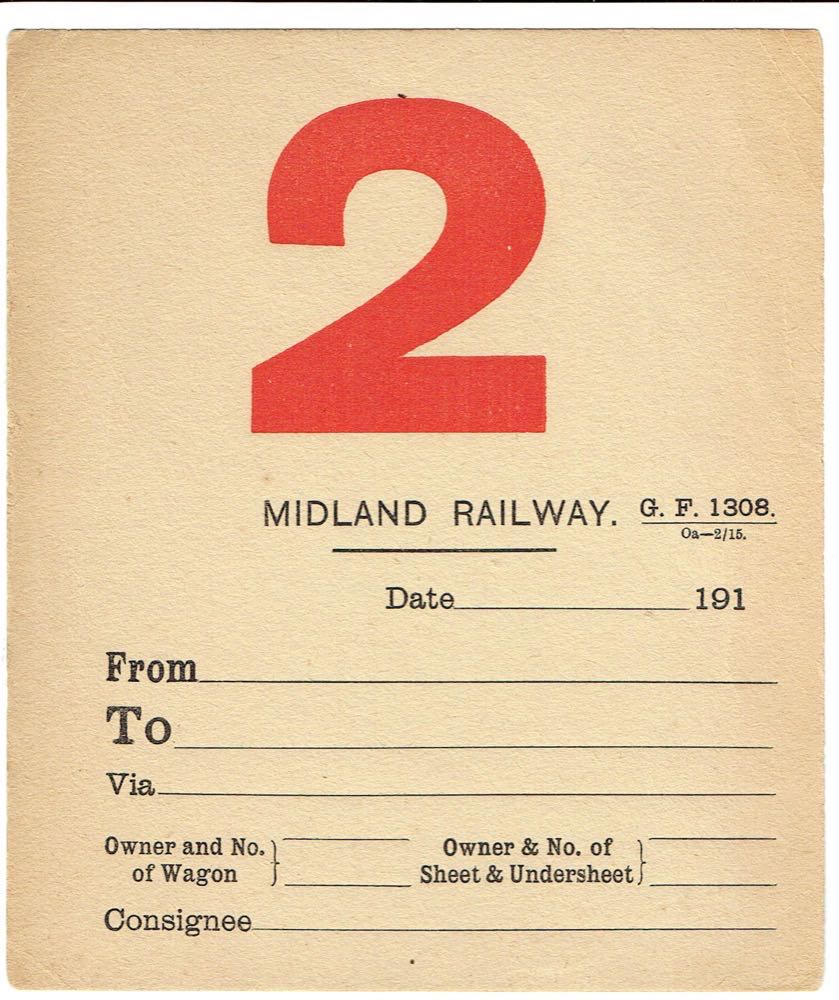 2
MIDLAND RAILWAY. G. F. 1308.
Oa—2/15.
Date 191
From
To
Via
Owner and No. of Wagon } Owner & No. of Sheet & Undersheet }
Consignee